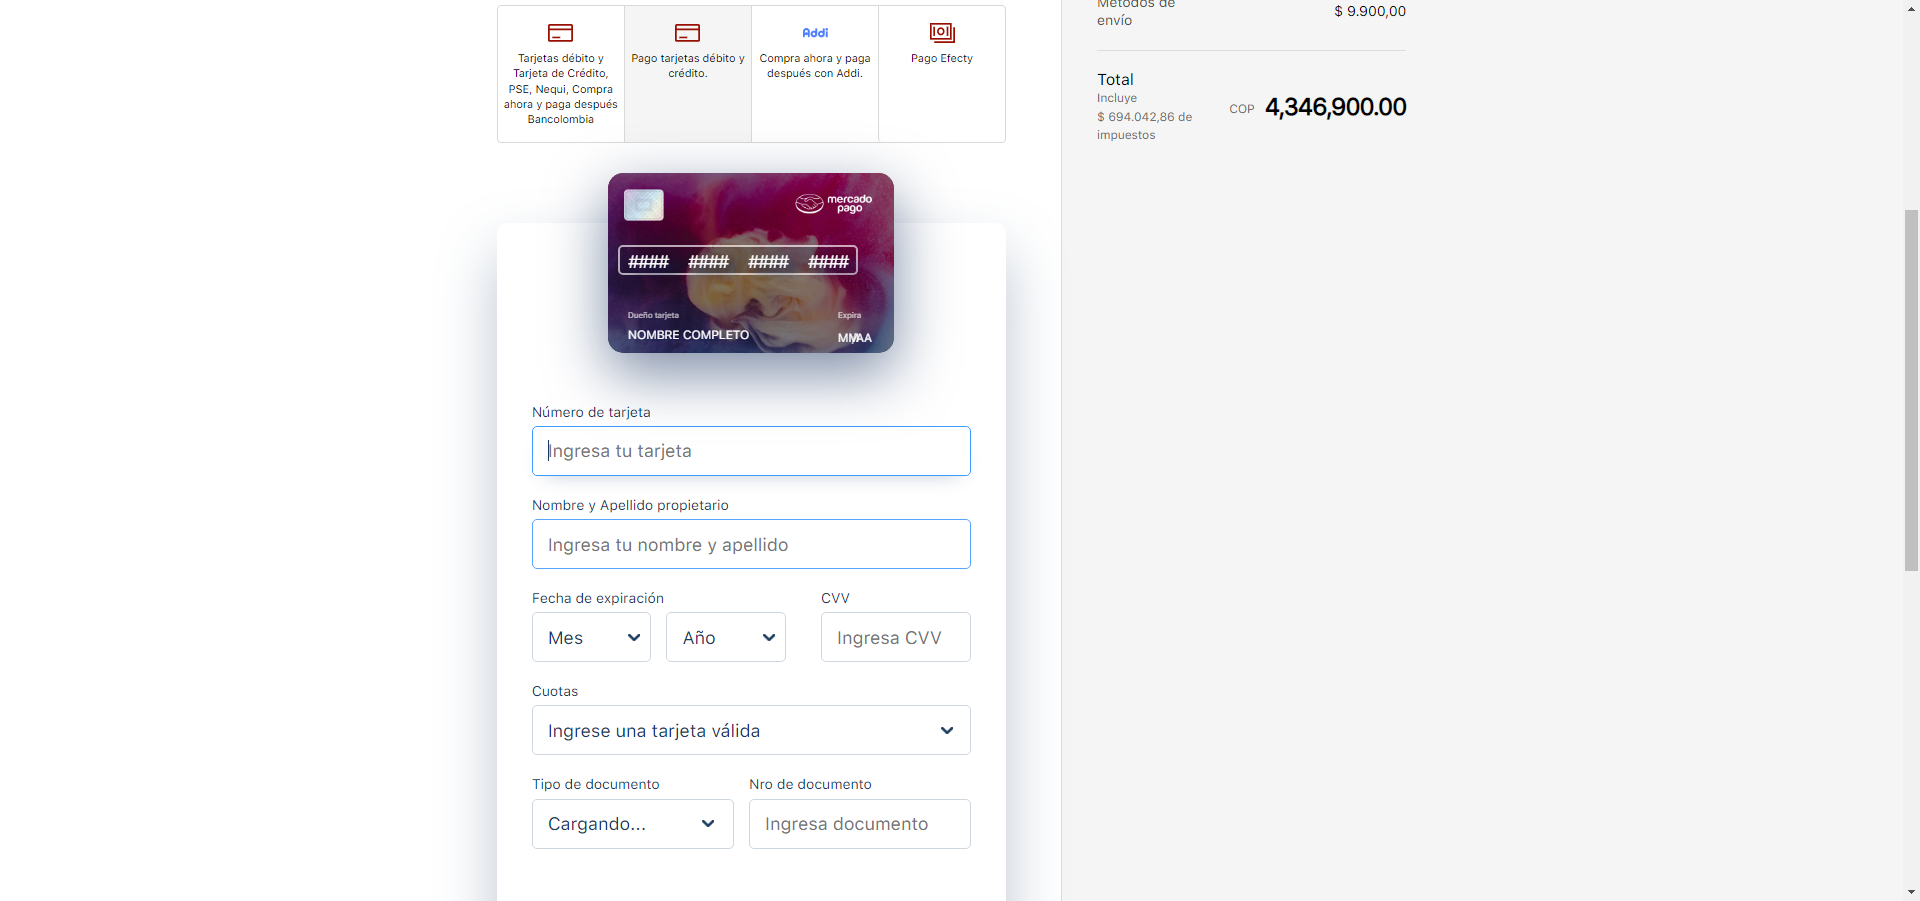 Tarjetas débito y
Tarjeta de Crédito,
PSE, Nequi, Compra
ahora y paga después
Bancolombia
Pago tarjetas débito y
crédito.
Addi
Compra ahora y paga
después con Addi.
Pago Efecty
Métodos de
envío
$ 9.900,00
Total
Incluye
$ 694.042,86 de
impuestos
COP 4,346,900.00
mercado
pago
#### #### #### ####
Dueño tarjeta
NOMBRE COMPLETO
Expira
MM/AA
Número de tarjeta
Ingresa tu tarjeta
Nombre y Apellido propietario
Ingresa tu nombre y apellido
Fecha de expiración
CVV
Mes
Año
Ingresa CVV
Cuotas
Ingrese una tarjeta válida
Tipo de documento
Nro de documento
Cargando...
Ingresa documento